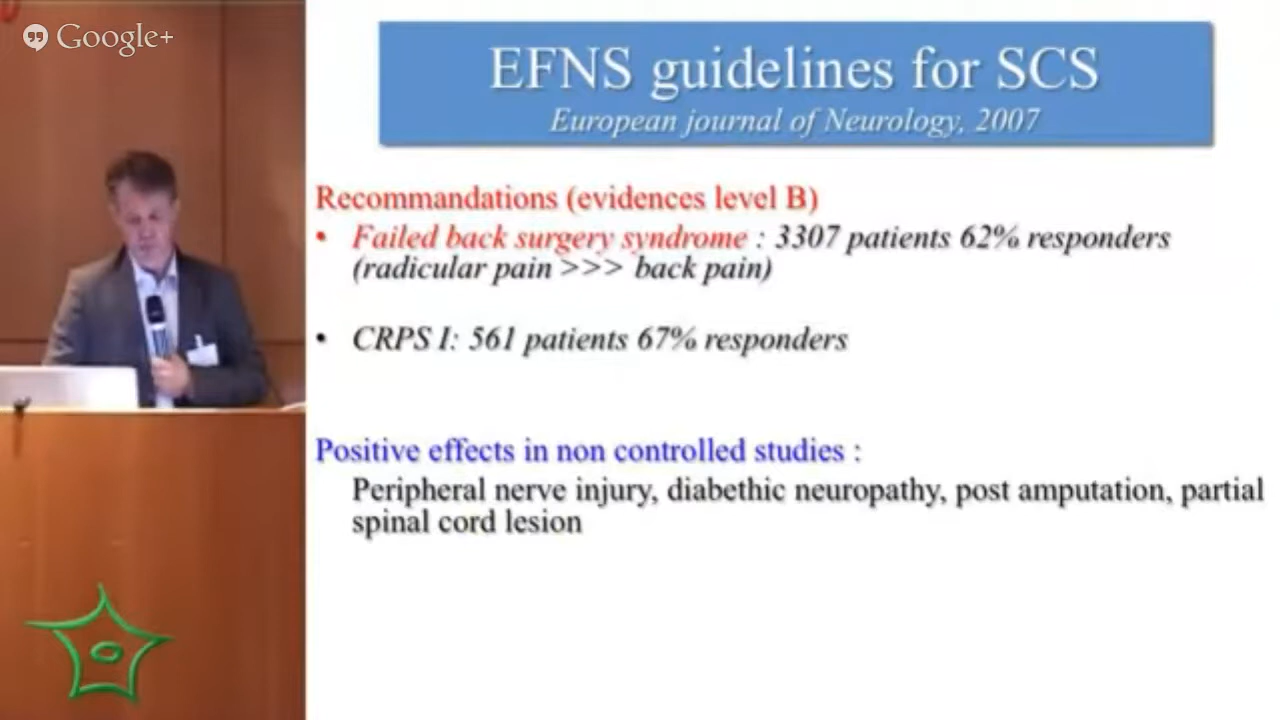 Google+
EFNS guidelines for SCS
European journal of Neurology, 2007
Recommandations (evidences level B)
• Failed back surgery syndrome : 3307 patients 62% responders
(radicular pain >>> back pain)
• CRPS I: 561 patients 67% responders
Positive effects in non controlled studies :
Peripheral nerve injury, diabethic neuropathy, post amputation, partial
spinal cord lesion